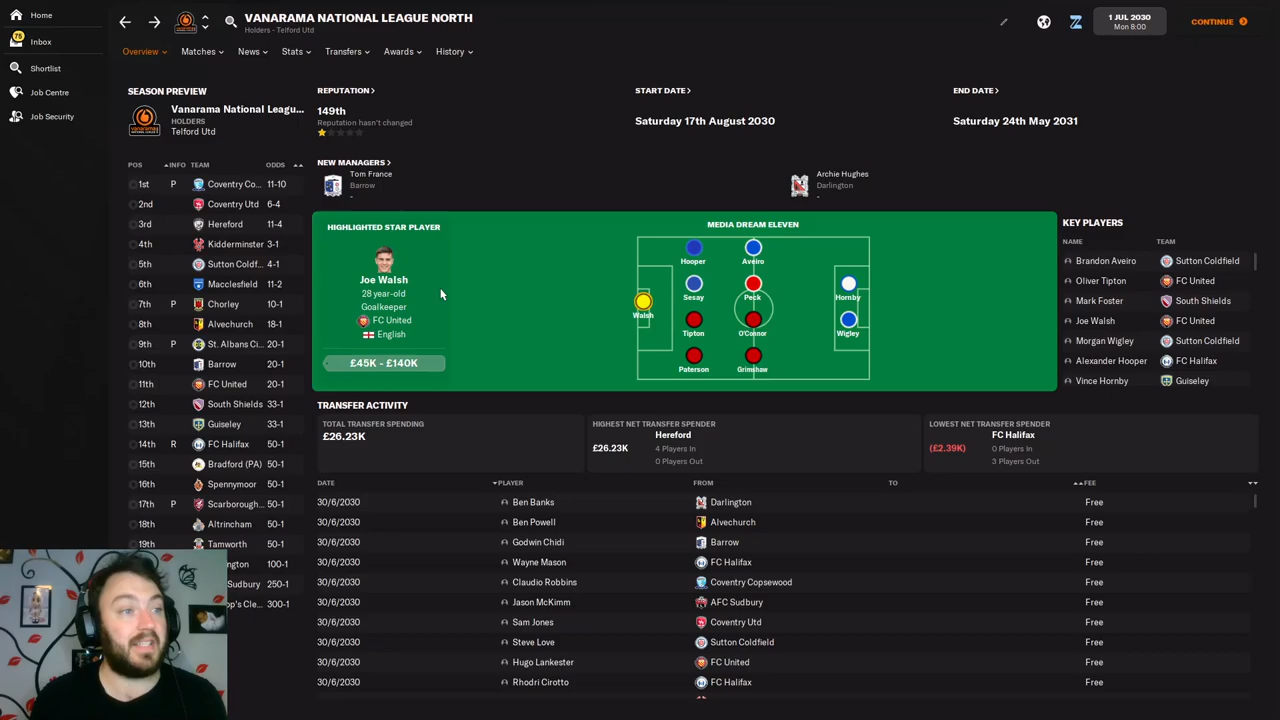 Home
VANARAMA NATIONAL LEAGUE NORTH
Holders - Telford Utd
1 JUL 2030
Mon 8:00
CONTINUE
75
Inbox
Shortlist
Job Centre
Job Security
Overview
Matches
News
Stats
Transfers
Awards
History
SEASON PREVIEW
Vanarama National Leagu...
HOLDERS
Telford Utd
REPUTATION
149th
Reputation hasn't changed
START DATE
Saturday 17th August 2030
END DATE
Saturday 24th May 2031
NEW MANAGERS
Tom France
Barrow
-
Archie Hughes
Darlington
-
POS INFO TEAM ODDS
1st P Coventry Co... 11-10
2nd Coventry Utd 6-4
3rd Hereford 11-4
4th Kidderminster 3-1
5th Sutton Coldf... 4-1
6th Macclesfield 11-2
7th P Chorley 10-1
8th Alvechurch 18-1
9th P St. Albans Ci... 20-1
10th Barrow 20-1
11th FC United 20-1
12th South Shields 33-1
13th Guiseley 33-1
14th R FC Halifax 50-1
15th Bradford (PA) 50-1
16th Spennymoor 50-1
17th P Scarborough... 50-1
18th Altrincham 50-1
19th Tamworth 50-1
ington 100-1
Sudbury 250-1
op's Cle... 300-1
HIGHLIGHTED STAR PLAYER
Joe Walsh
28 year-old
Goalkeeper
FC United
English
£45K - £140K
MEDIA DREAM ELEVEN
Hooper
Aveiro
Sesay
Peck
Hornby
Walsh
Tipton
O'Connor
Wigley
Paterson
Grimshaw
KEY PLAYERS
NAME TEAM
Brandon Aveiro Sutton Coldfield
Oliver Tipton Chorley
Mark Foster South Shields
Joe Walsh FC United
Morgan Wigley Sutton Coldfield
Alexander Hooper FC Halifax
Vince Hornby Guiseley
TRANSFER ACTIVITY
TOTAL TRANSFER SPENDING
£26.23K
HIGHEST NET TRANSFER SPENDER
£26.23K
Hereford
4 Players In
0 Players Out
LOWEST NET TRANSFER SPENDER
(£2.39K)
FC Halifax
0 Players In
3 Players Out
DATE PLAYER FROM TO FEE
30/6/2030 Ben Banks Darlington Free
30/6/2030 Ben Powell Alvechurch Free
30/6/2030 Godwin Chidi Barrow Free
30/6/2030 Wayne Mason FC Halifax Free
30/6/2030 Claudio Robbins Coventry Copsewood Free
30/6/2030 Jason McKimm AFC Sudbury Free
30/6/2030 Sam Jones Coventry Utd Free
30/6/2030 Steve Love Sutton Coldfield Free
30/6/2030 Hugo Lankester FC United Free
30/6/2030 Rhodri Cirotto FC Halifax Free